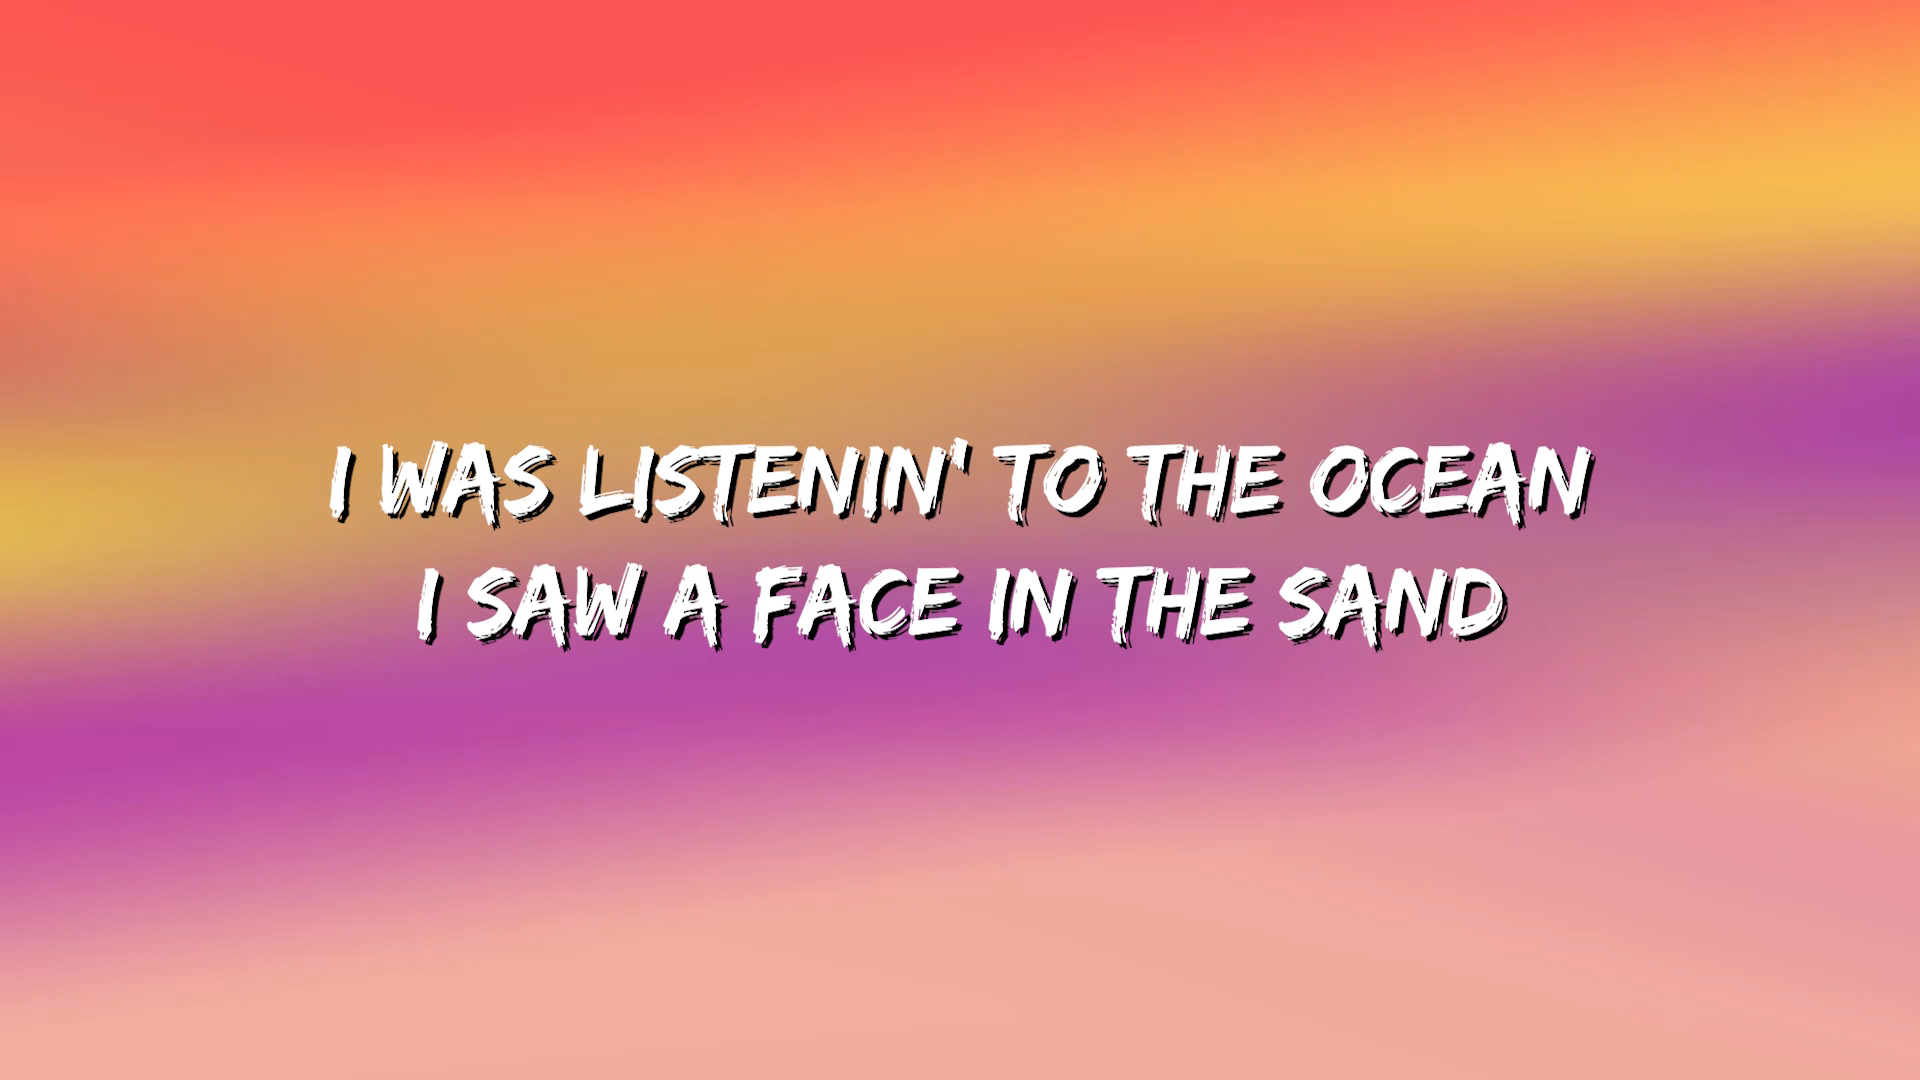 I WAS LISTENIN' TO THE OCEAN
I SAW A FACE IN THE SAND